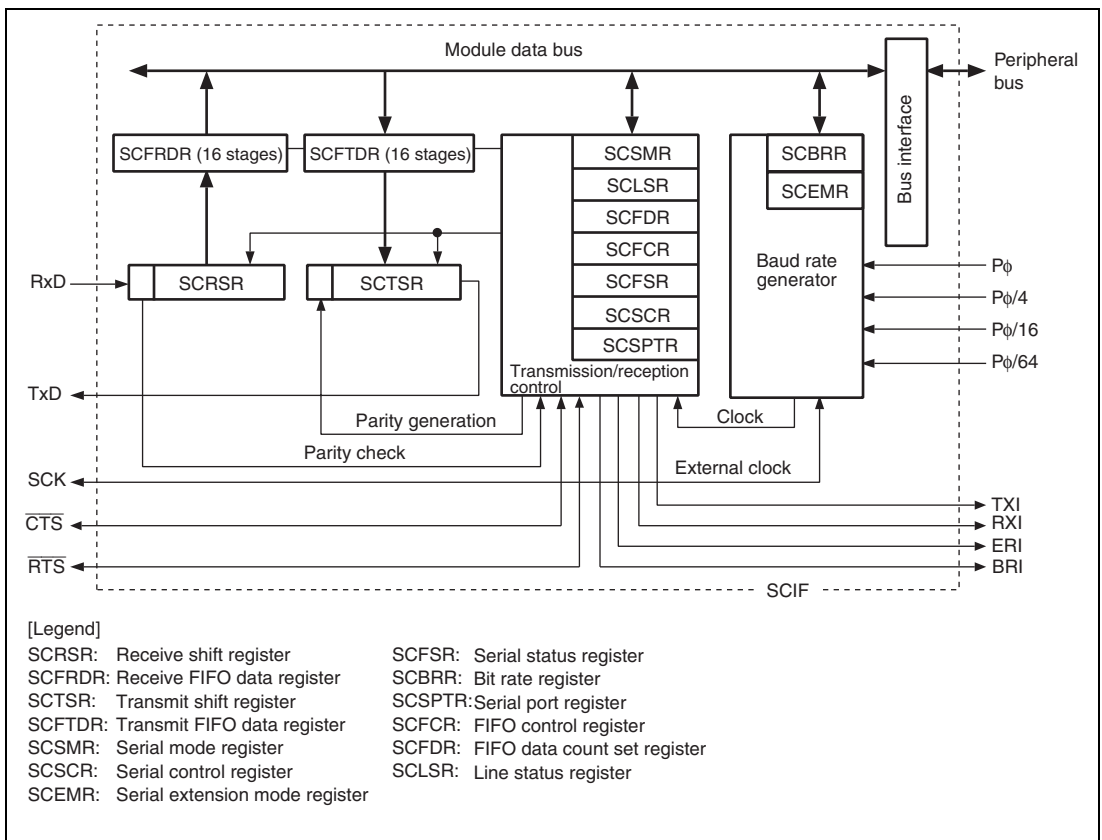 Module data bus
Peripheral
bus
Bus interface
SCFRDR (16 stages)
SCFTDR (16 stages)
SCSMR
SCLSR
SCFDR
SCFCR
SCFSR
SCSCR
SCSPTR
Transmission/reception
control
SCBRR
SCEMR
Baud rate
generator
RxD
SCRSR
SCTSR
Pϕ
Pϕ/4
Pϕ/16
Pϕ/64
TxD
Parity generation
Clock
Parity check
External clock
SCK
CTS
RTS
TXI
RXI
ERI
BRI
SCIF
[Legend]
SCRSR: Receive shift register
SCFRDR: Receive FIFO data register
SCTSR: Transmit shift register
SCFTDR: Transmit FIFO data register
SCSMR: Serial mode register
SCSCR: Serial control register
SCEMR: Serial extension mode register
SCFSR: Serial status register
SCBRR: Bit rate register
SCSPTR: Serial port register
SCFCR: FIFO control register
SCFDR: FIFO data count set register
SCLSR: Line status register